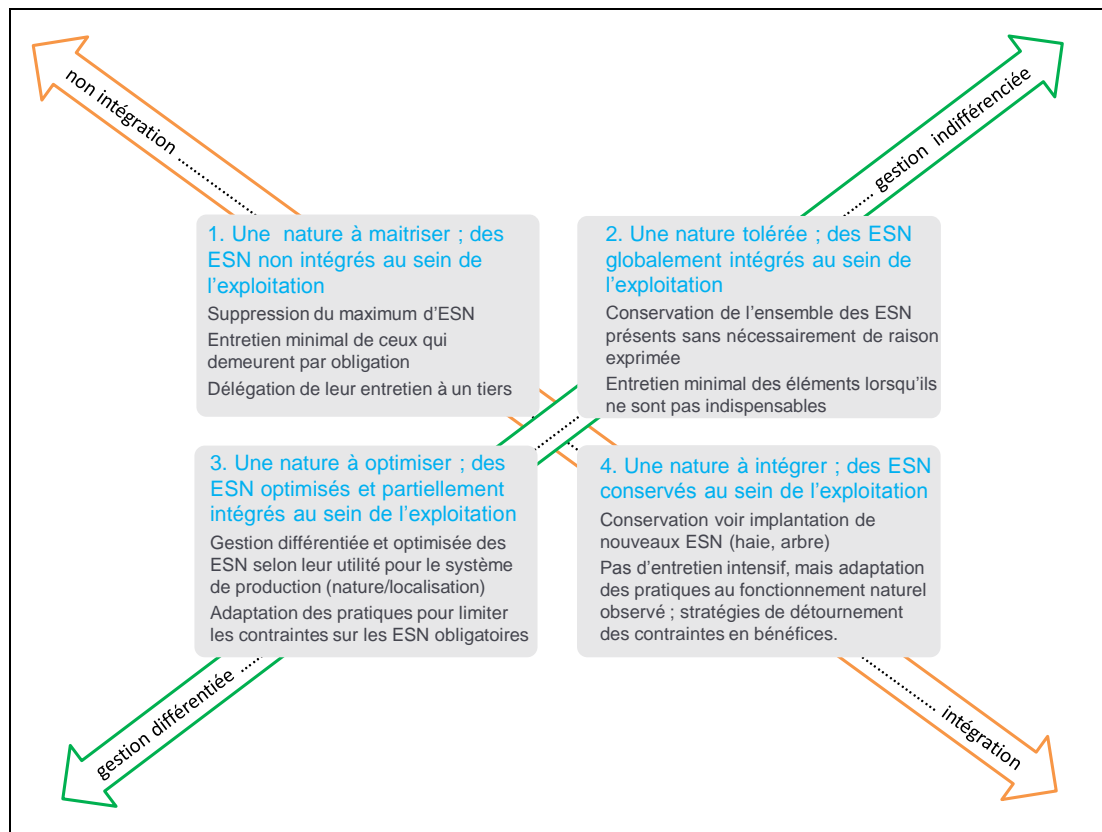 non intégration ..........
.......... gestion indifférenciée
1. Une nature à maitriser ; des
ESN non intégrés au sein de
l’exploitation
Suppression du maximum d’ESN
Entretien minimal de ceux qui
demeurent par obligation
Délégation de leur entretien à un tiers
2. Une nature tolérée ; des ESN
globalement intégrés au sein de
l’exploitation
Conservation de l’ensemble des ESN
présents sans nécessairement de raison
exprimée
Entretien minimal des éléments lorsqu’ils
ne sont pas indispensables
3. Une nature à optimiser ; des
ESN optimisés et partiellement
intégrés au sein de l’exploitation
Gestion différentiée et optimisée des
ESN selon leur utilité pour le système
de production (nature/localisation)
Adaptation des pratiques pour limiter
les contraintes sur les ESN obligatoires
4. Une nature à intégrer ; des ESN
conservés au sein de l’exploitation
Conservation voir implantation de
nouveaux ESN (haie, arbre)
Pas d’entretien intensif, mais adaptation
des pratiques au fonctionnement naturel
observé ; stratégies de détournement
des contraintes en bénéfices.
gestion différentiée ..........
.......... intégration